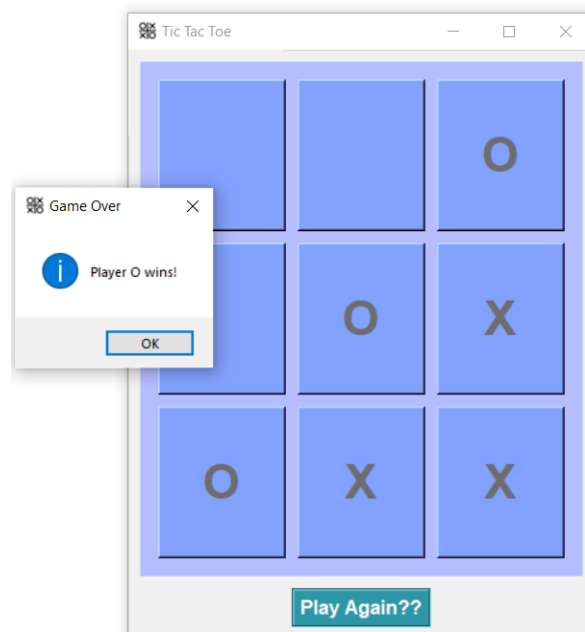 Tic Tac Toe
O
Game Over
Player O wins!
OK
O X
O X X
Play Again??